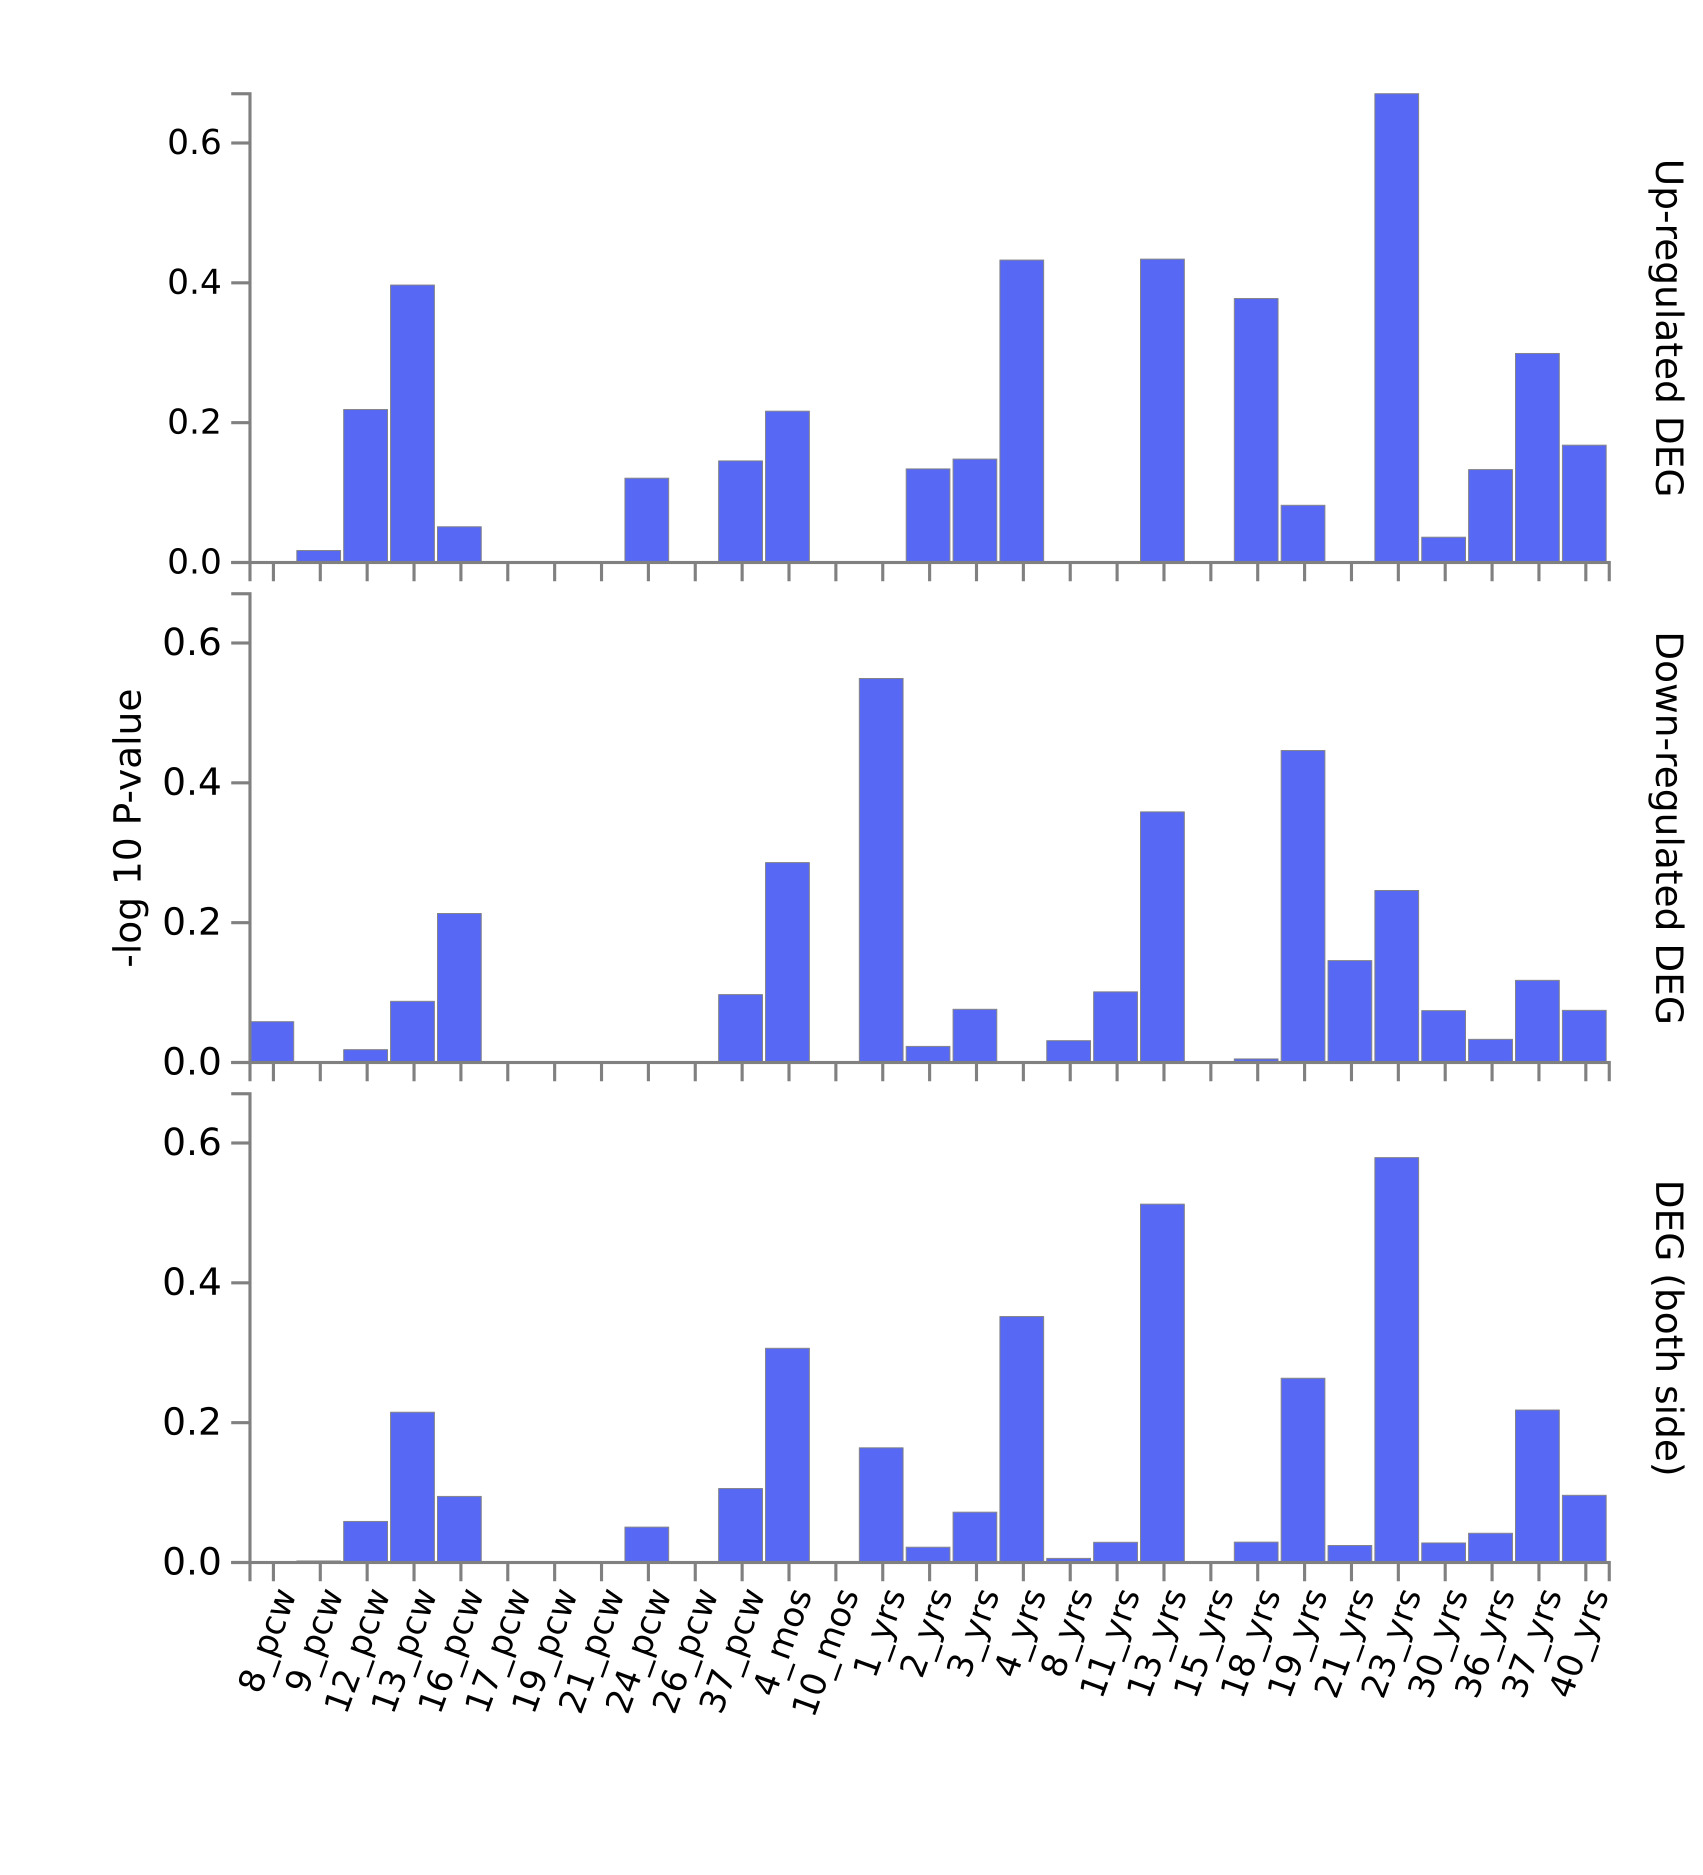 0.6
0.4
0.2
0.0
Up-regulated DEG
0.6
0.4
0.2
0.0
-log 10 P-value
Down-regulated DEG
0.6
0.4
0.2
0.0
DEG (both side)
8_pcw
9_pcw
12_pcw
13_pcw
16_pcw
17_pcw
19_pcw
21_pcw
24_pcw
26_pcw
37_pcw
4_mos
10_mos
1_yrs
2_yrs
3_yrs
4_yrs
8_yrs
11_yrs
13_yrs
15_yrs
18_yrs
19_yrs
21_yrs
23_yrs
30_yrs
36_yrs
37_yrs
40_yrs